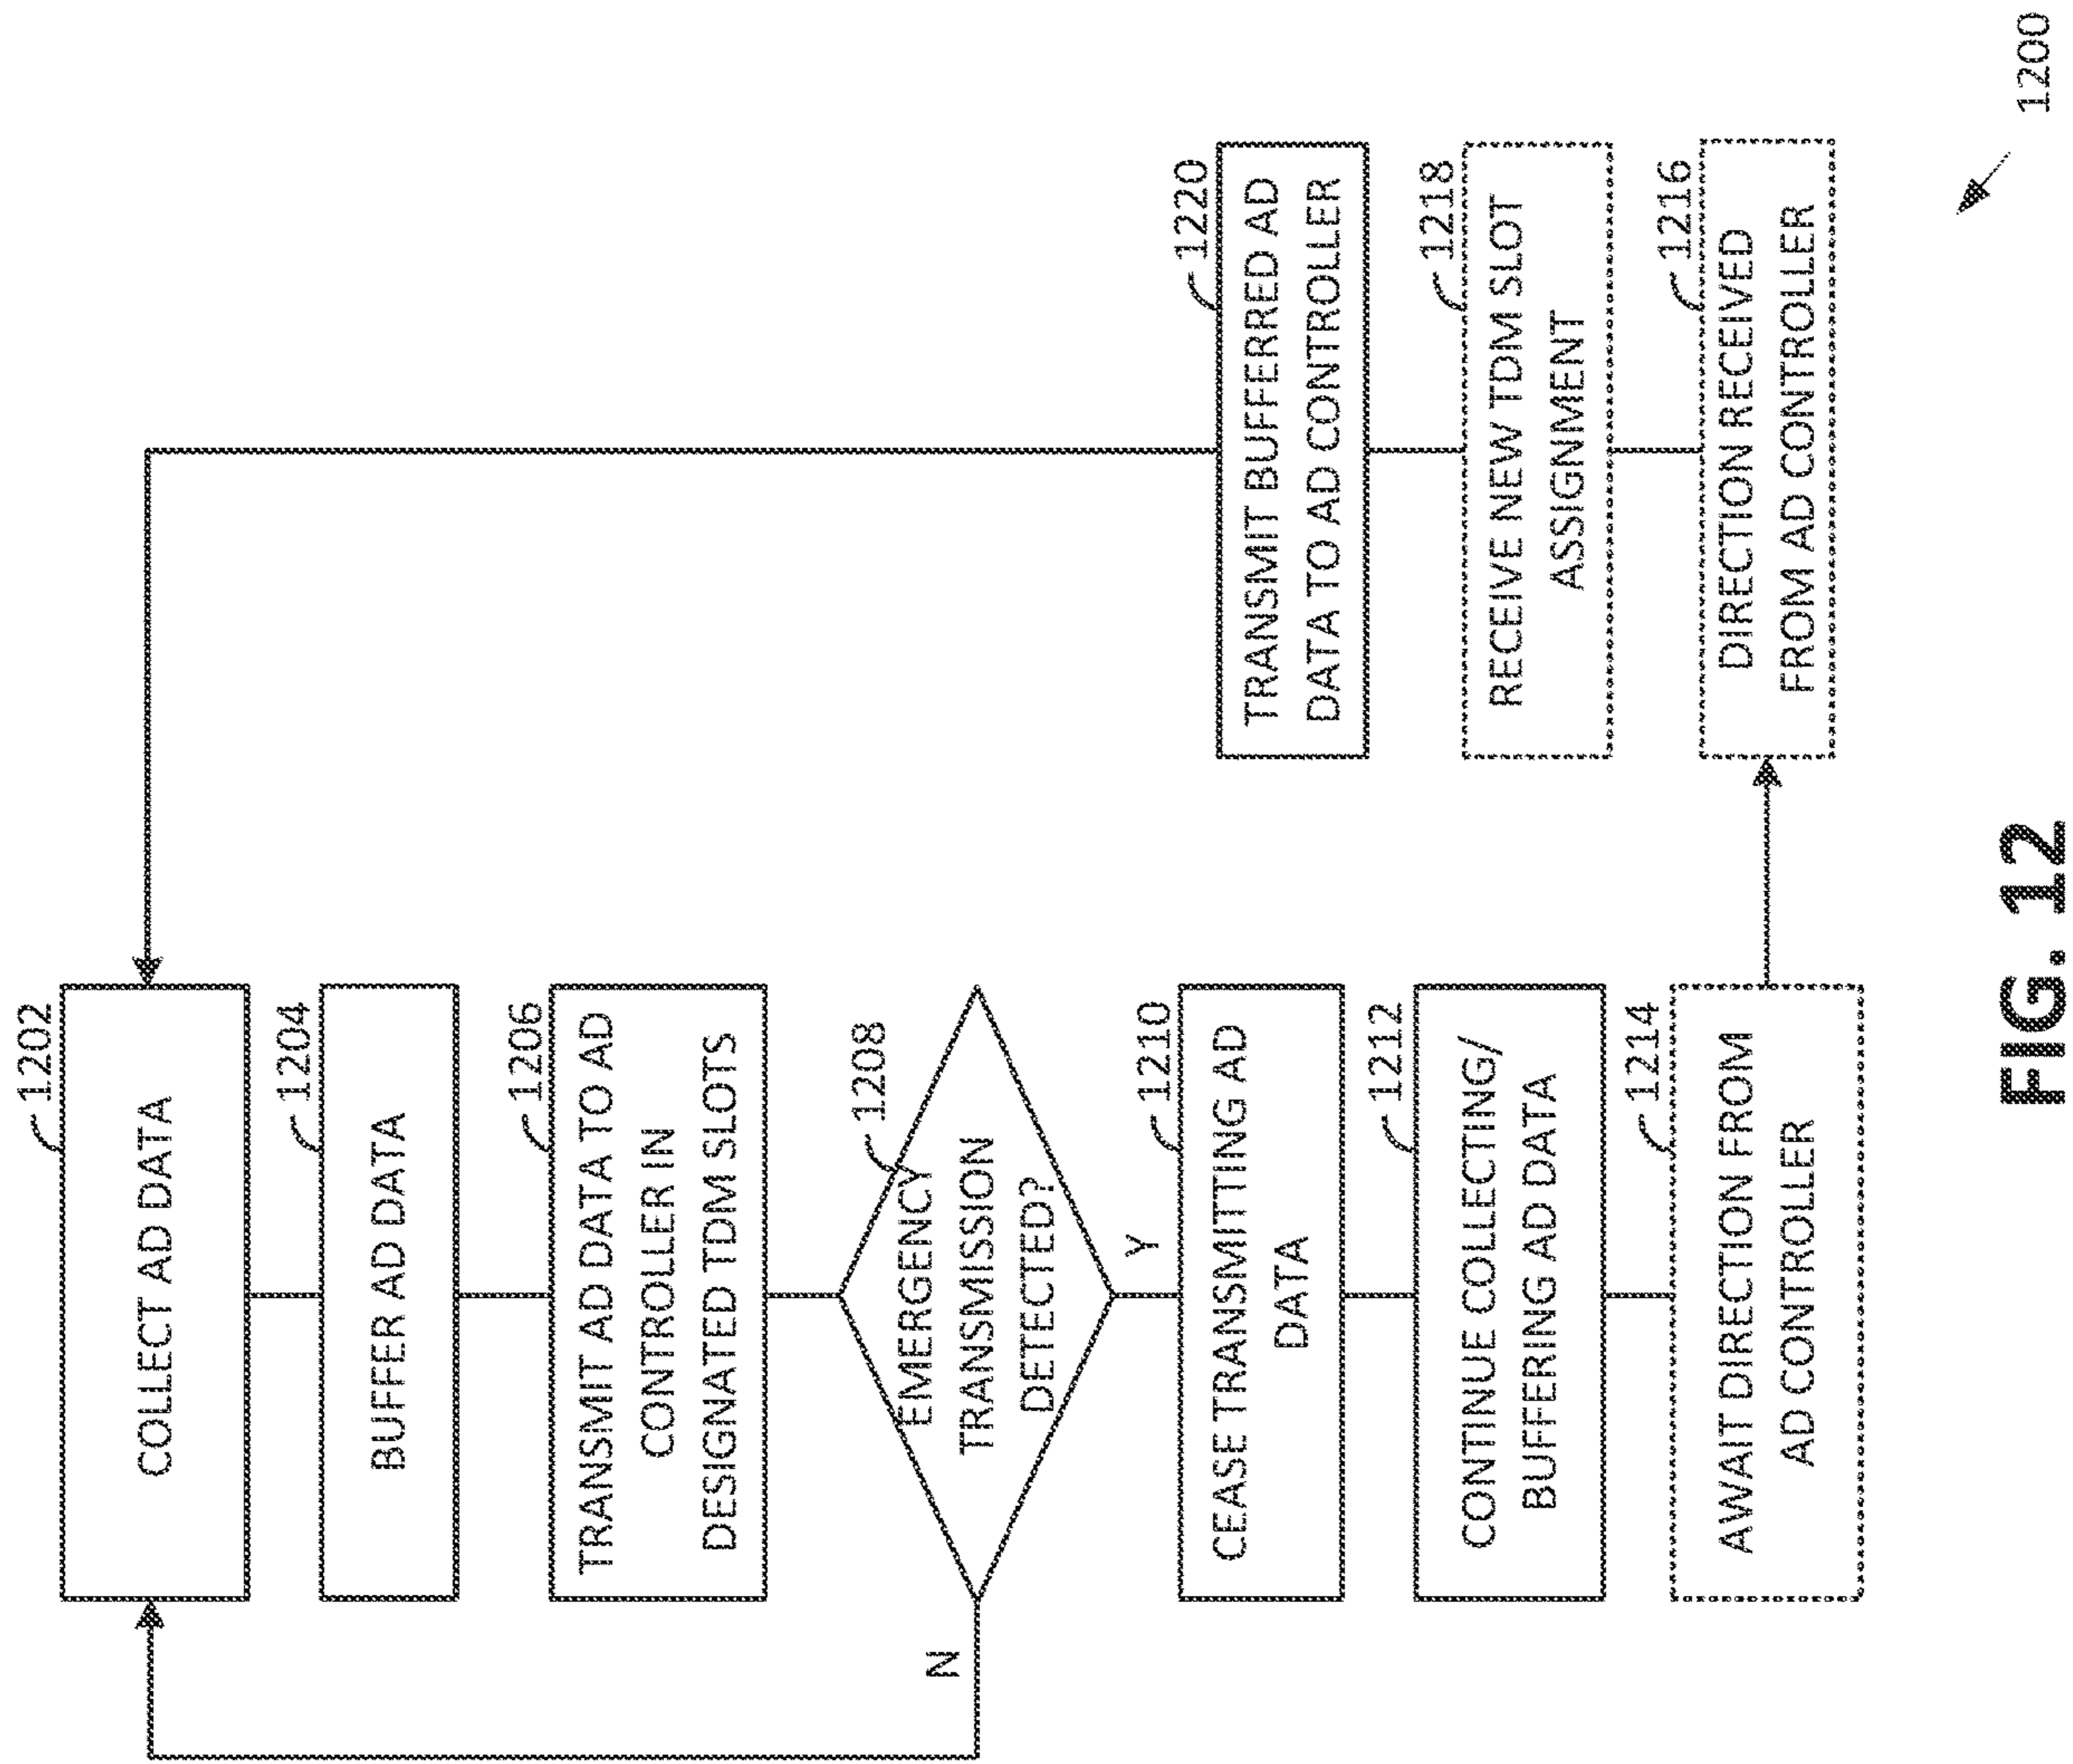 1202
COLLECT AD DATA
1204
BUFFER AD DATA
1206
TRANSMIT AD DATA TO AD
CONTROLLER IN
DESIGNATED TDM SLOTS
1208
EMERGENCY
TRANSMISSION
DETECTED?
N
Y
1210
CEASE TRANSMITTING AD
DATA
1212
CONTINUE COLLECTING/
BUFFERING AD DATA
1214
AWAIT DIRECTION FROM
AD CONTROLLER
1216
DIRECTION RECEIVED
FROM AD CONTROLLER
1218
RECEIVE NEW TDM SLOT
ASSIGNMENT
1220
TRANSMIT BUFFERRED AD
DATA TO AD CONTROLLER
1200
FIG. 12